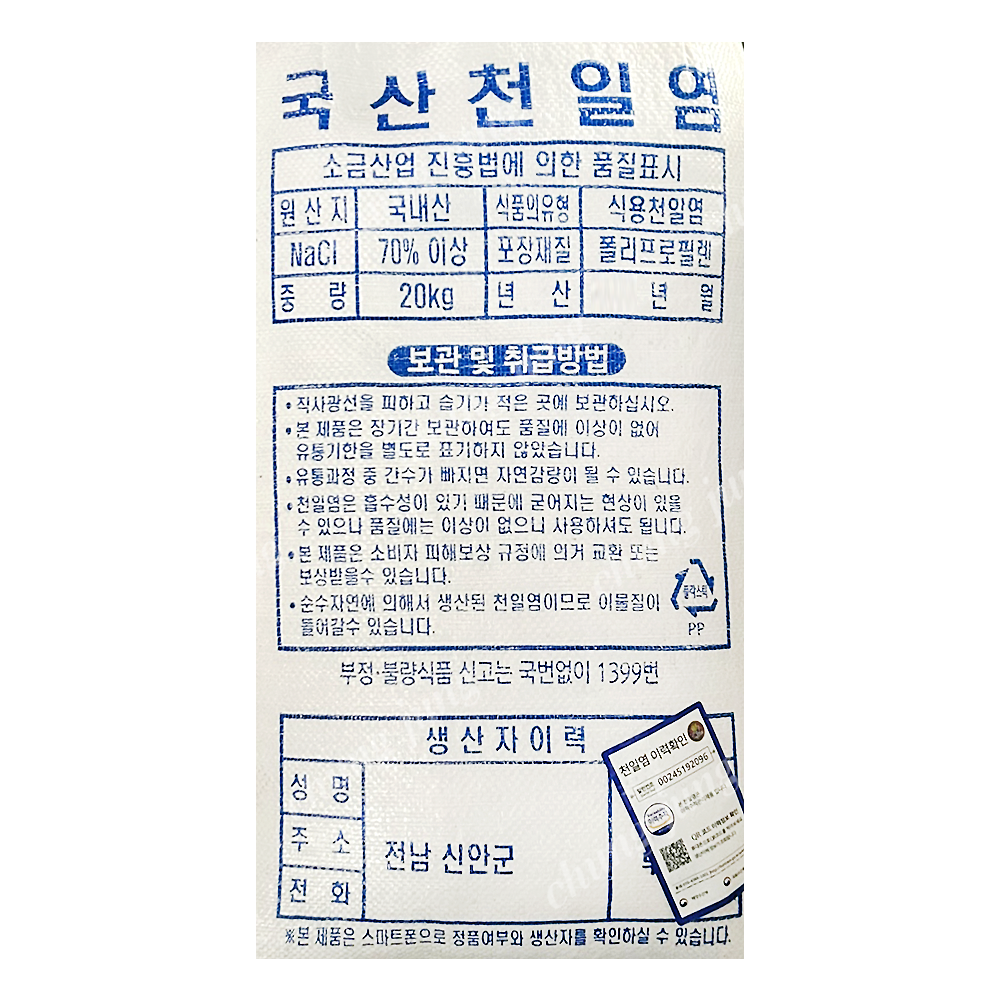 국산천일염
소금산업 진흥법에 의한 품질표시
원산지 국내산 식품의유형 식용천일염
NaCl 70% 이상 포장재질 폴리프로필렌
중 량 20kg 년 산 년 월
보관 및 취급방법
• 직사광선을 피하고 습기가 적은 곳에 보관하십시오.
• 본 제품은 장기간 보관하여도 품질에 이상이 없어
유통기한을 별도로 표기하지 않았습니다.
• 유통과정 중 간수가 빠지면 자연감량이 될 수 있습니다.
• 천일염은 흡수성이 있기 때문에 굳어지는 현상이 있을
수 있으나 품질에는 이상이 없으니 사용하셔도 됩니다.
• 본 제품은 소비자 피해보상 규정에 의거 교환 또는
보상받을수 있습니다.
• 순수자연에 의해서 생산된 천일염이므로 이물질이
들어갈수 있습니다.
플라스틱
PP
부정·불량식품 신고는 국번없이 1399번
생산자이력
성 명
주 소
전남 신안군
전 화
천일염 이력확인
00245192096
※본 제품은 스마트폰으로 정품여부와 생산자를 확인하실 수 있습니다.